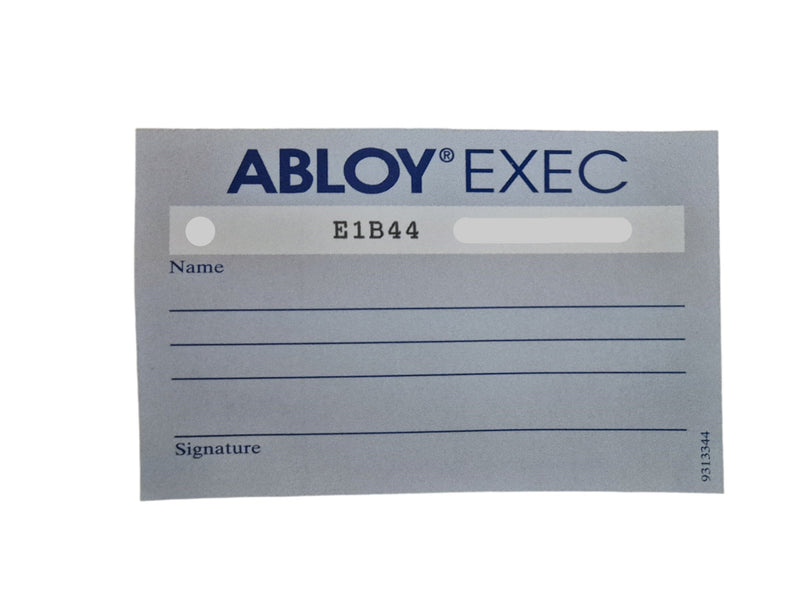 ABLOY® EXEC
E1B44
Name
Signature
9313344